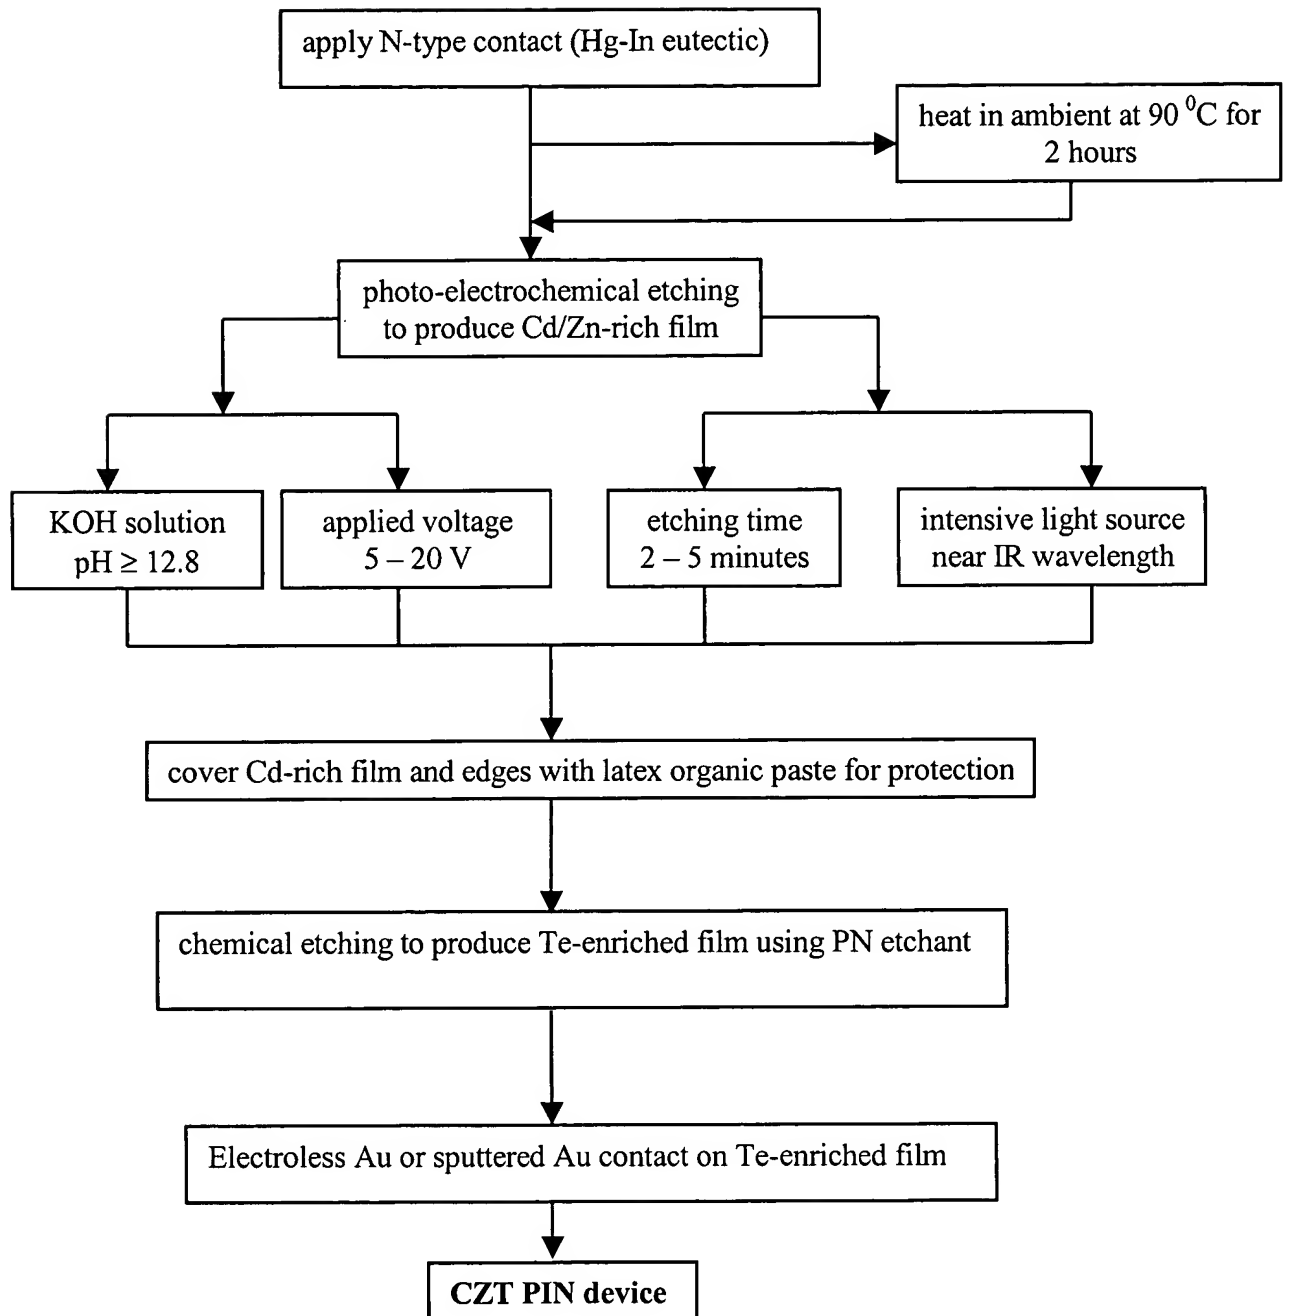 apply N-type contact (Hg-In eutectic)
heat in ambient at 90 ⁰C for
2 hours
photo-electrochemical etching
to produce Cd/Zn-rich film
KOH solution
pH ≥ 12.8
applied voltage
5 – 20 V
etching time
2 – 5 minutes
intensive light source
near IR wavelength
cover Cd-rich film and edges with latex organic paste for protection
chemical etching to produce Te-enriched film using PN etchant
Electroless Au or sputtered Au contact on Te-enriched film
CZT PIN device